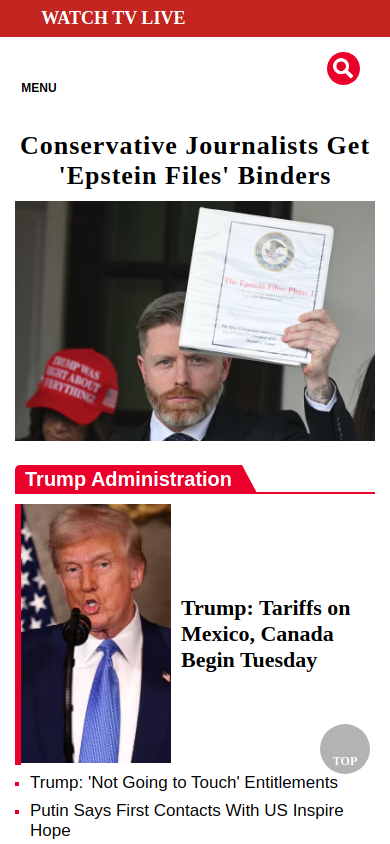 WATCH TV LIVE
MENU
Conservative Journalists Get
'Epstein Files' Binders
The Epstein Files: Phase 1
TRUMP WAS
RIGHT ABOUT
EVERYTHING!
Trump Administration
Trump: Tariffs on
Mexico, Canada
Begin Tuesday
TOP
Trump: 'Not Going to Touch' Entitlements
Putin Says First Contacts With US Inspire
Hope